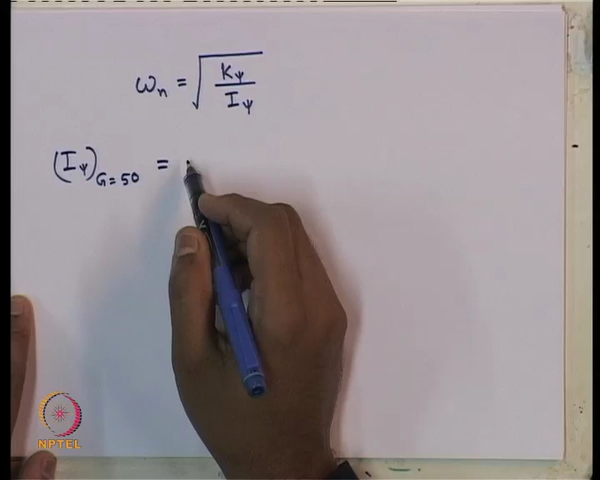 ωₙ = √(Kψ / Iψ)
(Iψ)G=50 =
NPTEL